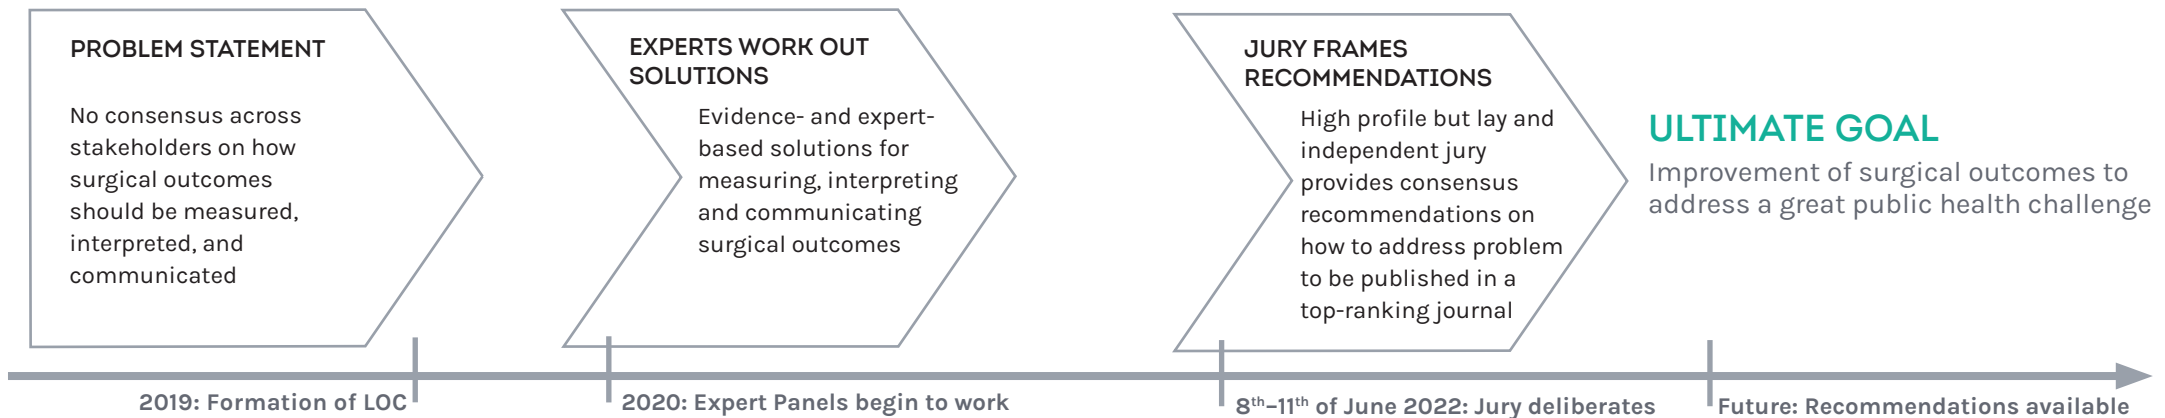 PROBLEM STATEMENT
No consensus across
stakeholders on how
surgical outcomes
should be measured,
interpreted, and
communicated
EXPERTS WORK OUT
SOLUTIONS
Evidence- and expert-
based solutions for
measuring, interpreting
and communicating
surgical outcomes
JURY FRAMES
RECOMMENDATIONS
High profile but lay and
independent jury
provides consensus
recommendations on
how to address problem
to be published in a
top-ranking journal
ULTIMATE GOAL
Improvement of surgical outcomes to
address a great public health challenge
2019: Formation of LOC
2020: Expert Panels begin to work
8th–11th of June 2022: Jury deliberates
Future: Recommendations available